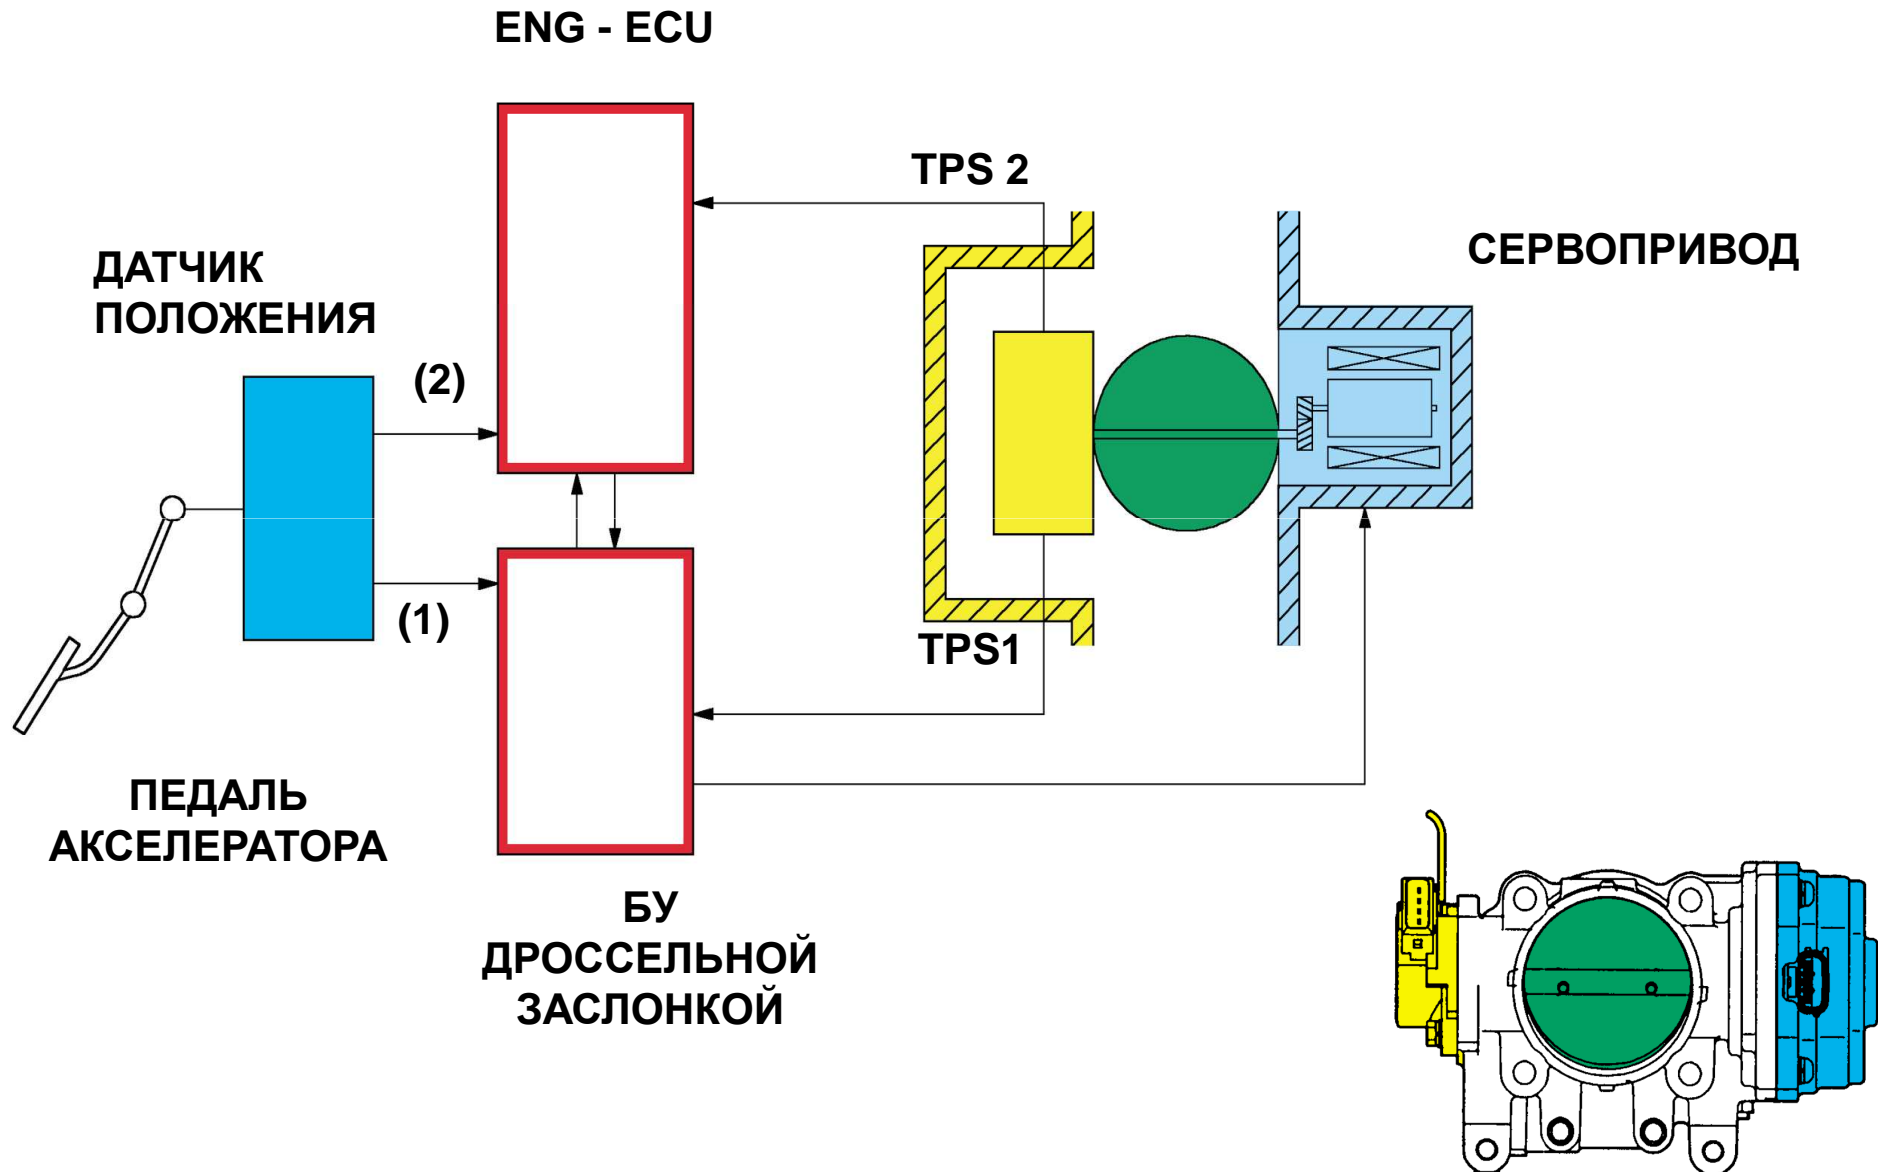 ENG - ECU
TPS 2
ДАТЧИК
ПОЛОЖЕНИЯ
СЕРВОПРИВОД
(2)
(1)
TPS1
ПЕДАЛЬ
АКСЕЛЕРАТОРА
БУ
ДРОССЕЛЬНОЙ
ЗАСЛОНКОЙ